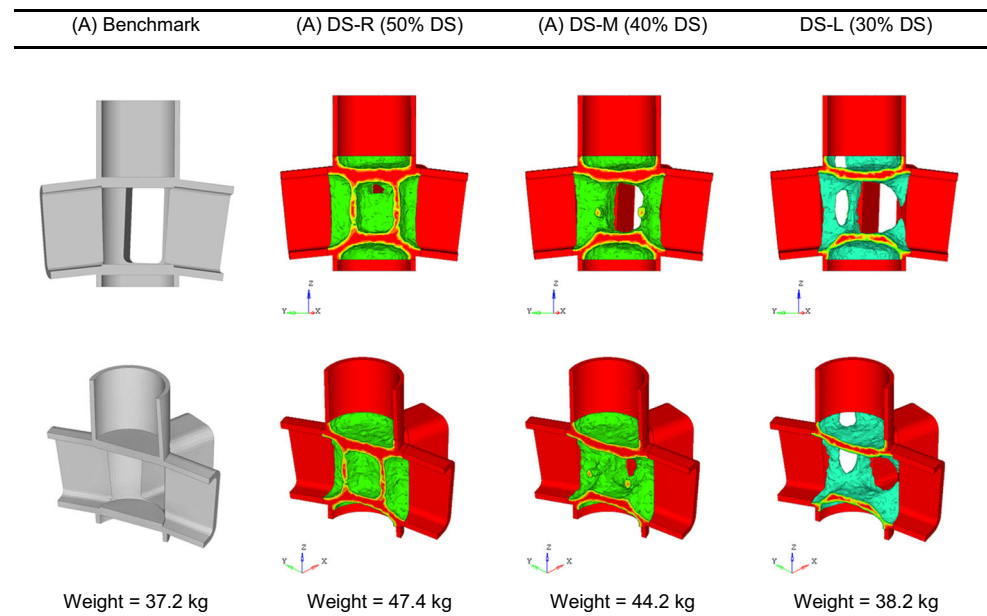 (A) Benchmark (A) DS-R (50% DS) (A) DS-M (40% DS) DS-L (30% DS)
Z Y X Z Y X Z Y X
Z Y X Z Y X Z Y X
Weight = 37.2 kg Weight = 47.4 kg Weight = 44.2 kg Weight = 38.2 kg